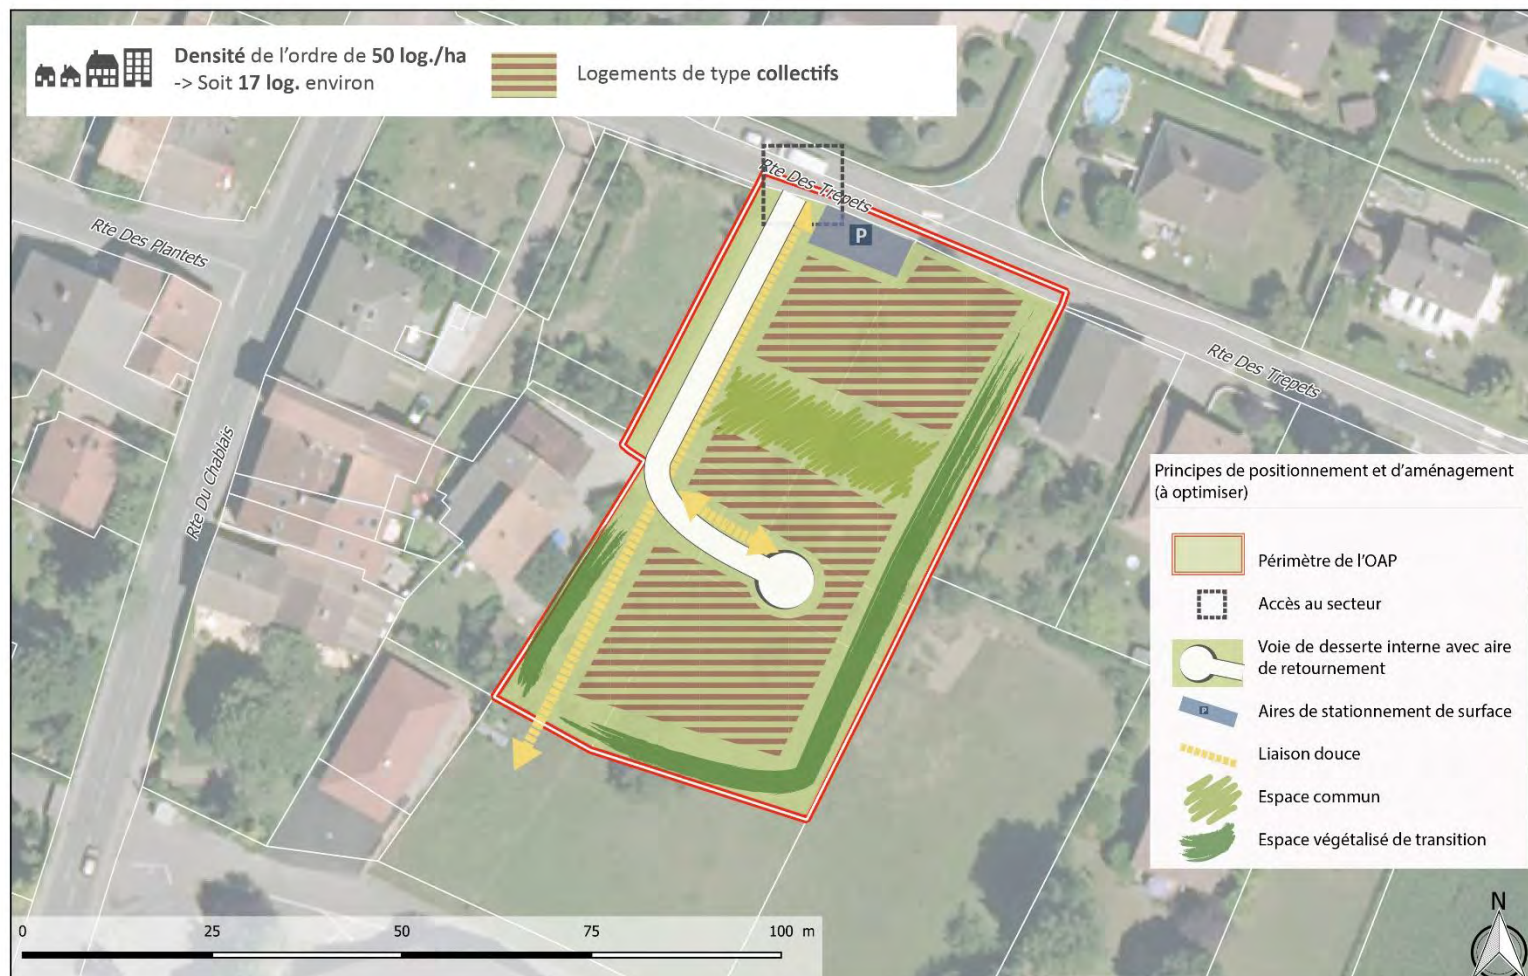 Densité de l'ordre de 50 log./ha
-> Soit 17 log. environ
Logements de type collectifs
Rte Des Trepets
P
Rte Des Plantets
Rte Des Trepets
Rte Du Chablais
Principes de positionnement et d'aménagement
(à optimiser)
Périmètre de l'OAP
Accès au secteur
Voie de desserte interne avec aire
de retournement
P
Aires de stationnement de surface
Liaison douce
Espace commun
Espace végétalisé de transition
N
0 25 50 75 100 m